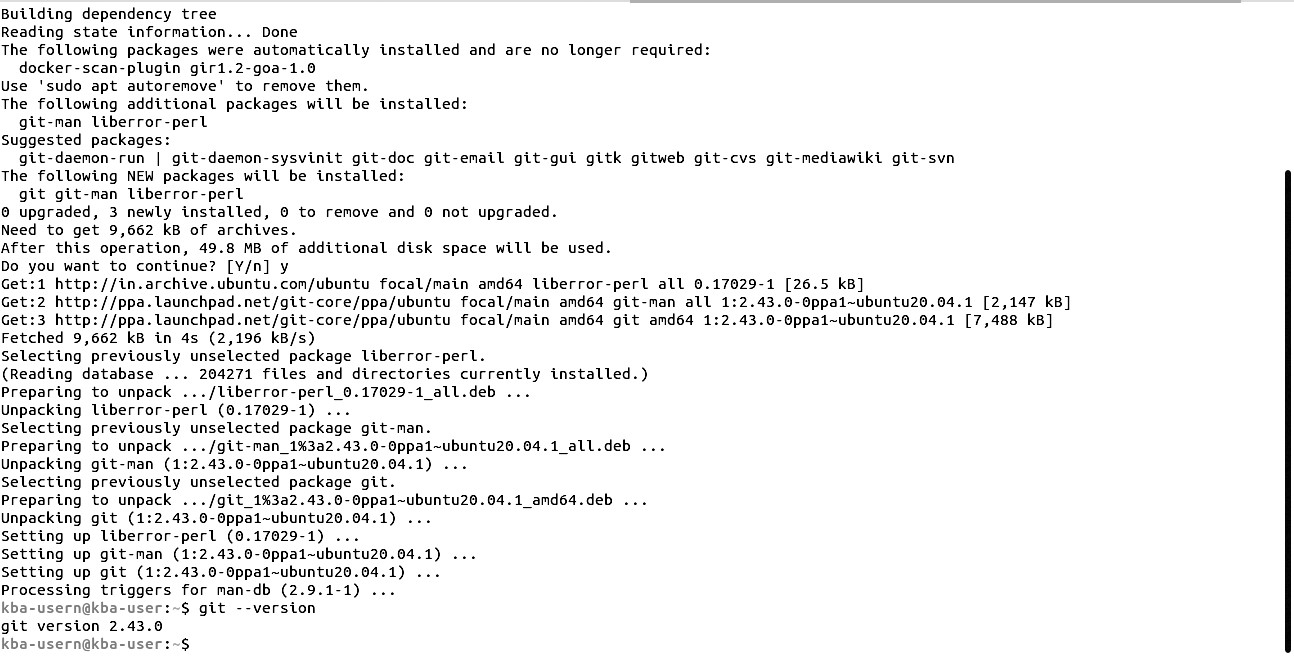 Building dependency tree
Reading state information... Done
The following packages were automatically installed and are no longer required:
  docker-scan-plugin gir1.2-goa-1.0
Use 'sudo apt autoremove' to remove them.
The following additional packages will be installed:
  git-man liberror-perl
Suggested packages:
  git-daemon-run | git-daemon-sysvinit git-doc git-email git-gui gitk gitweb git-cvs git-mediawiki git-svn
The following NEW packages will be installed:
  git git-man liberror-perl
0 upgraded, 3 newly installed, 0 to remove and 0 not upgraded.
Need to get 9,662 kB of archives.
After this operation, 49.8 MB of additional disk space will be used.
Do you want to continue? [Y/n] y
Get:1 http://in.archive.ubuntu.com/ubuntu focal/main amd64 liberror-perl all 0.17029-1 [26.5 kB]
Get:2 http://ppa.launchpad.net/git-core/ppa/ubuntu focal/main amd64 git-man all 1:2.43.0-0ppa1~ubuntu20.04.1 [2,147 kB]
Get:3 http://ppa.launchpad.net/git-core/ppa/ubuntu focal/main amd64 git amd64 1:2.43.0-0ppa1~ubuntu20.04.1 [7,488 kB]
Fetched 9,662 kB in 4s (2,196 kB/s)
Selecting previously unselected package liberror-perl.
(Reading database ... 204271 files and directories currently installed.)
Preparing to unpack .../liberror-perl_0.17029-1_all.deb ...
Unpacking liberror-perl (0.17029-1) ...
Selecting previously unselected package git-man.
Preparing to unpack .../git-man_1%3a2.43.0-0ppa1~ubuntu20.04.1_all.deb ...
Unpacking git-man (1:2.43.0-0ppa1~ubuntu20.04.1) ...
Selecting previously unselected package git.
Preparing to unpack .../git_1%3a2.43.0-0ppa1~ubuntu20.04.1_amd64.deb ...
Unpacking git (1:2.43.0-0ppa1~ubuntu20.04.1) ...
Setting up liberror-perl (0.17029-1) ...
Setting up git-man (1:2.43.0-0ppa1~ubuntu20.04.1) ...
Setting up git (1:2.43.0-0ppa1~ubuntu20.04.1) ...
Processing triggers for man-db (2.9.1-1) ...
kba-usern@kba-user:~$ git --version
git version 2.43.0
kba-usern@kba-user:~$